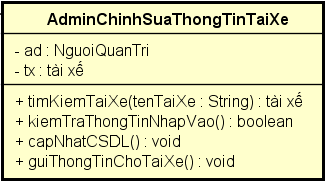 AdminChinhSuaThongTinTaiXe
- ad : NguoiQuanTri
- tx : tài xế
+ timKiemTaiXe(tenTaiXe : String) : tài xế
+ kiemTraThongTinNhapVao() : boolean
+ capNhatCSDL() : void
+ guiThongTinChoTaiXe() : void